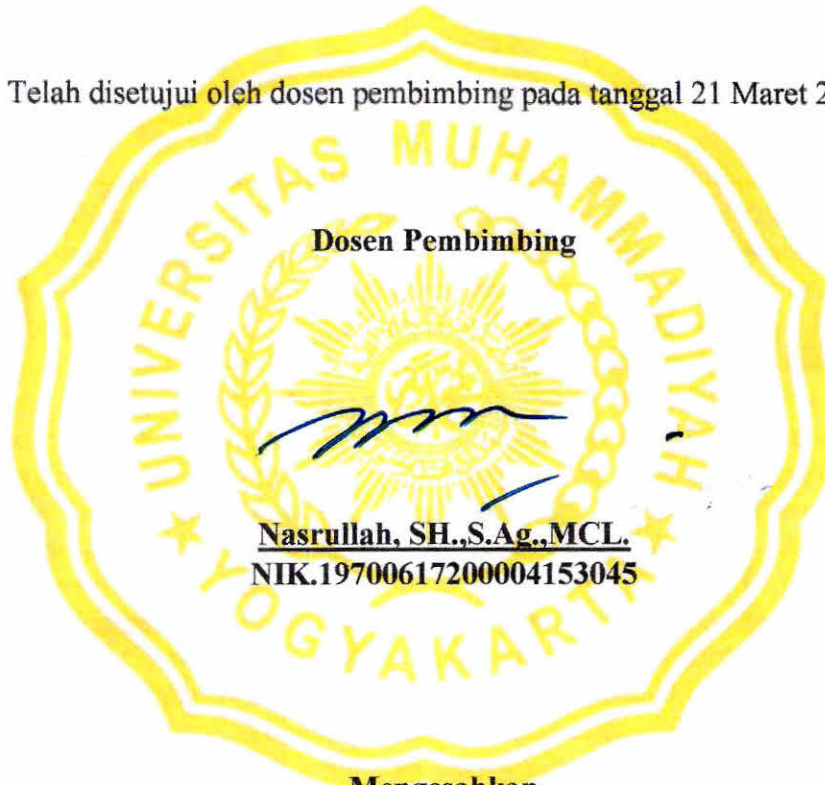 Telah disetujui oleh dosen pembimbing pada tanggal 21 Maret 2
UNIVERSITAS MUHAMMADIYAH
Dosen Pembimbing
Nasrullah, SH.,S.Ag.,MCL.
NIK.19700617200004153045
★ YOGYAKARTA ★
Mengesahkan